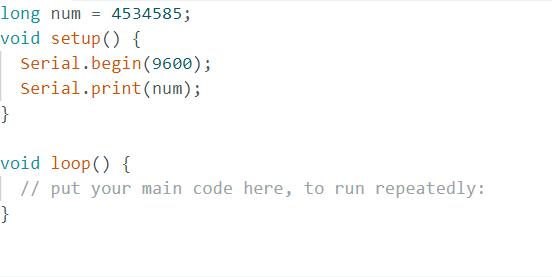 long num = 4534585;
void setup() {
  Serial.begin(9600);
  Serial.print(num);
}

void loop() {
  // put your main code here, to run repeatedly:
}